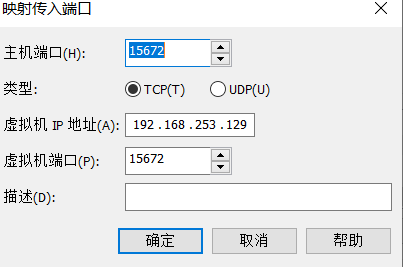 映射传入端口
主机端口(H): 15672
类型: TCP(T) UDP(U)
虚拟机 IP 地址(A): 192 . 168 . 253 . 129
虚拟机端口(P): 15672
描述(D):
确定 取消 帮助